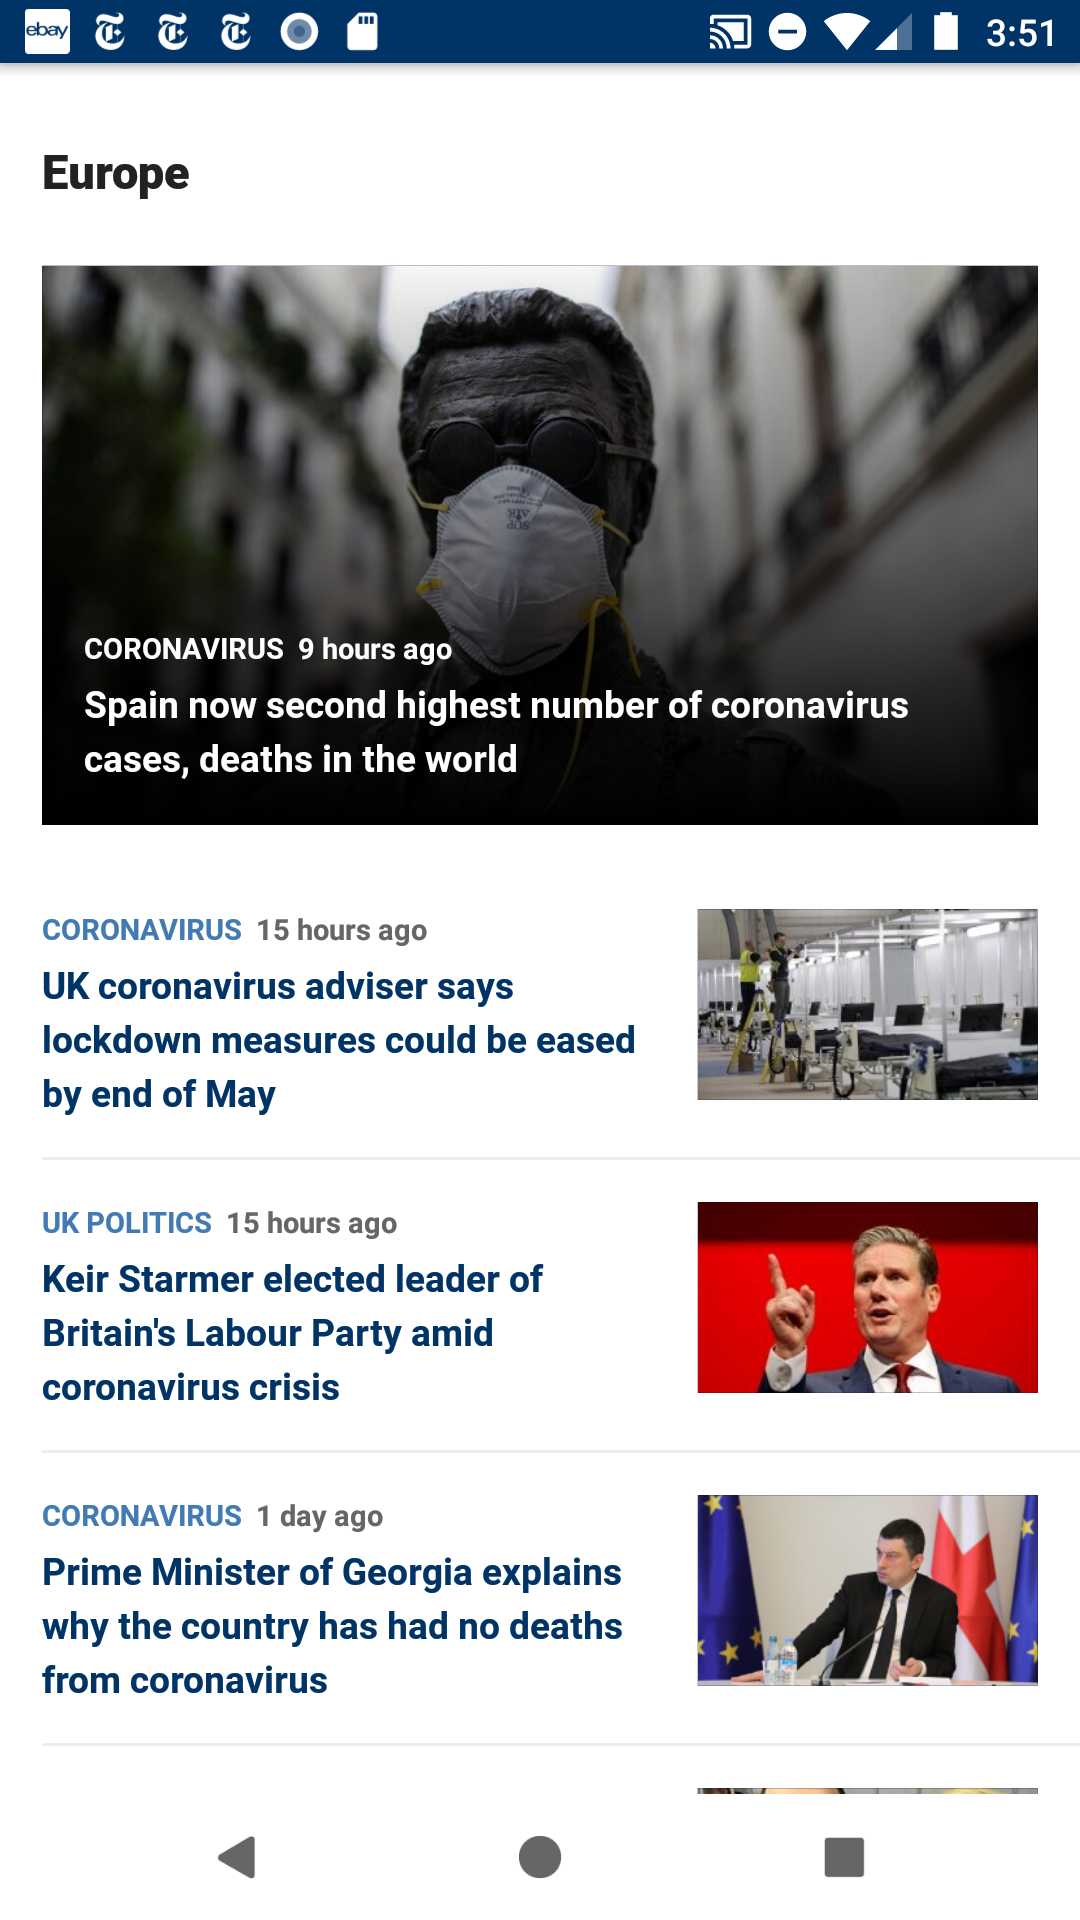 ebay
3:51
Europe
CORONAVIRUS 9 hours ago
Spain now second highest number of coronavirus
cases, deaths in the world
CORONAVIRUS 15 hours ago
UK coronavirus adviser says
lockdown measures could be eased
by end of May
UK POLITICS 15 hours ago
Keir Starmer elected leader of
Britain's Labour Party amid
coronavirus crisis
CORONAVIRUS 1 day ago
Prime Minister of Georgia explains
why the country has had no deaths
from coronavirus